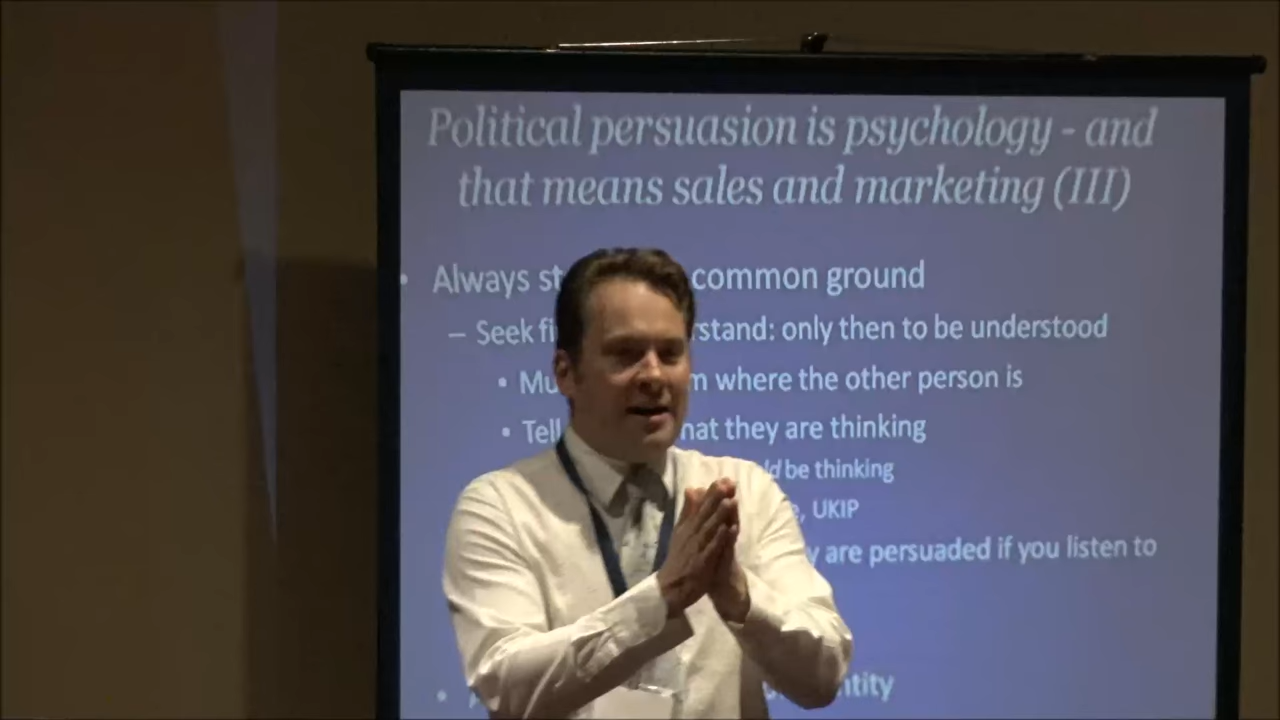 Political persuasion is psychology - and
that means sales and marketing (III)
• Always st common ground
– Seek fi rstand: only then to be understood
• Mu m where the other person is
• Tell hat they are thinking
ld be thinking
, UKIP
y are persuaded if you listen to
ntity